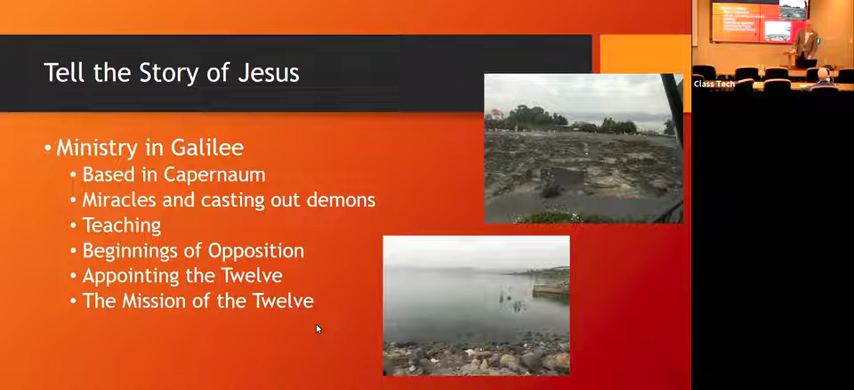 Tell the Story of Jesus
• Ministry in Galilee
• Based in Capernaum
• Miracles and casting out demons
• Teaching
• Beginnings of Opposition
• Appointing the Twelve
• The Mission of the Twelve
Class Tech